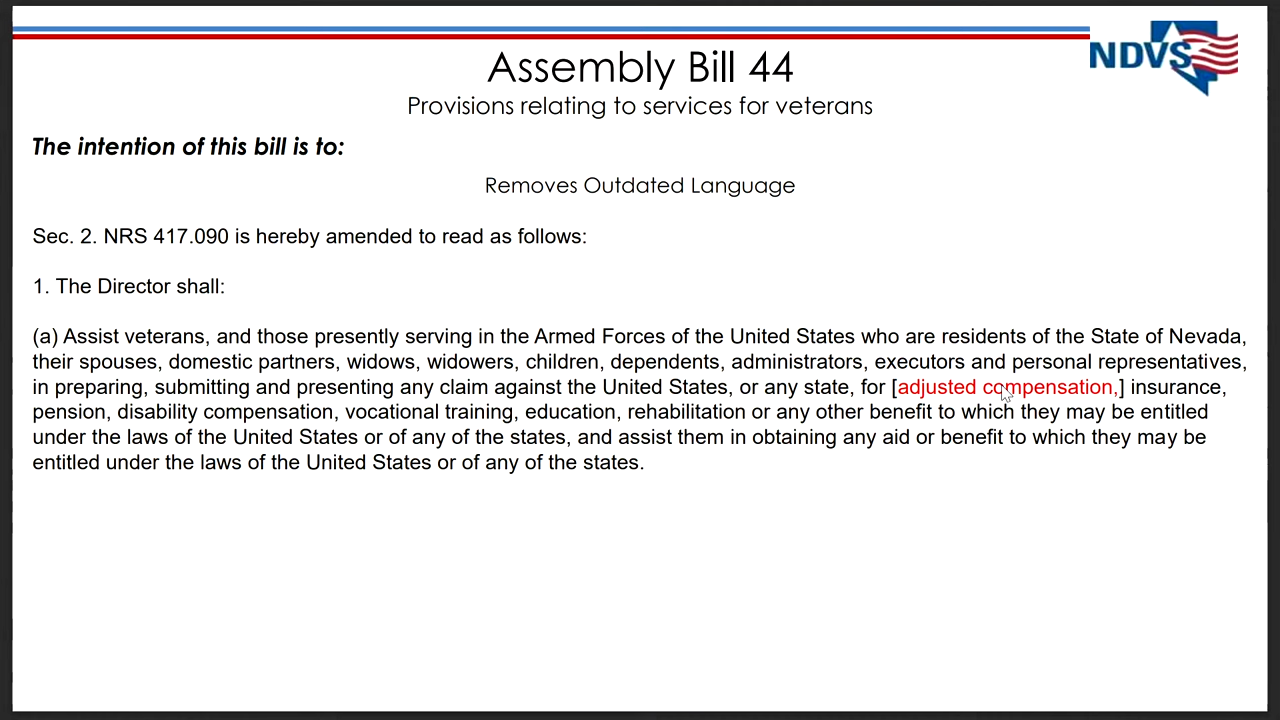 NDVS
Assembly Bill 44
Provisions relating to services for veterans
The intention of this bill is to:
Removes Outdated Language
Sec. 2. NRS 417.090 is hereby amended to read as follows:
1. The Director shall:
(a) Assist veterans, and those presently serving in the Armed Forces of the United States who are residents of the State of Nevada,
their spouses, domestic partners, widows, widowers, children, dependents, administrators, executors and personal representatives,
in preparing, submitting and presenting any claim against the United States, or any state, for [adjusted compensation,] insurance,
pension, disability compensation, vocational training, education, rehabilitation or any other benefit to which they may be entitled
under the laws of the United States or of any of the states, and assist them in obtaining any aid or benefit to which they may be
entitled under the laws of the United States or of any of the states.